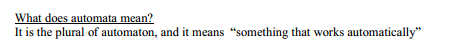 What does automata mean?
It is the plural of automaton, and it means “something that works automatically”